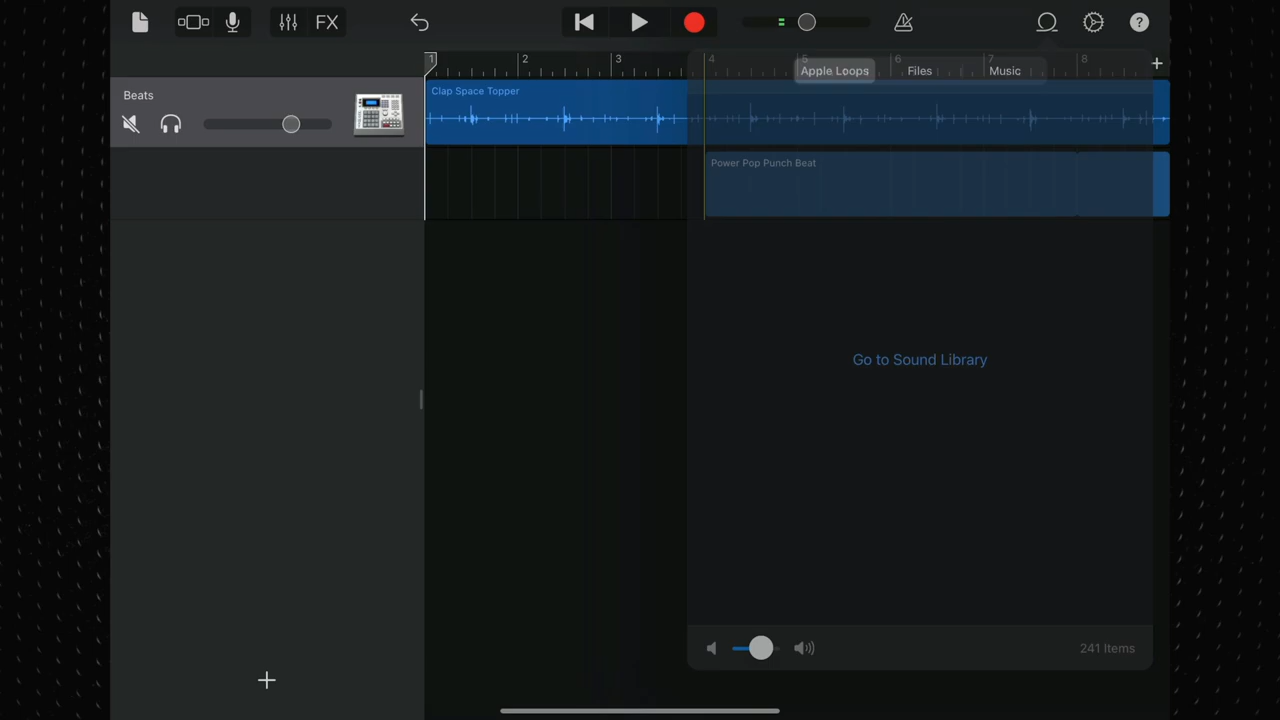 FX
1
2
3
4
5
6
7
8
Apple Loops
Files
Music
Beats
Clap Space Topper
Power Pop Punch Beat
Go to Sound Library
241 Items